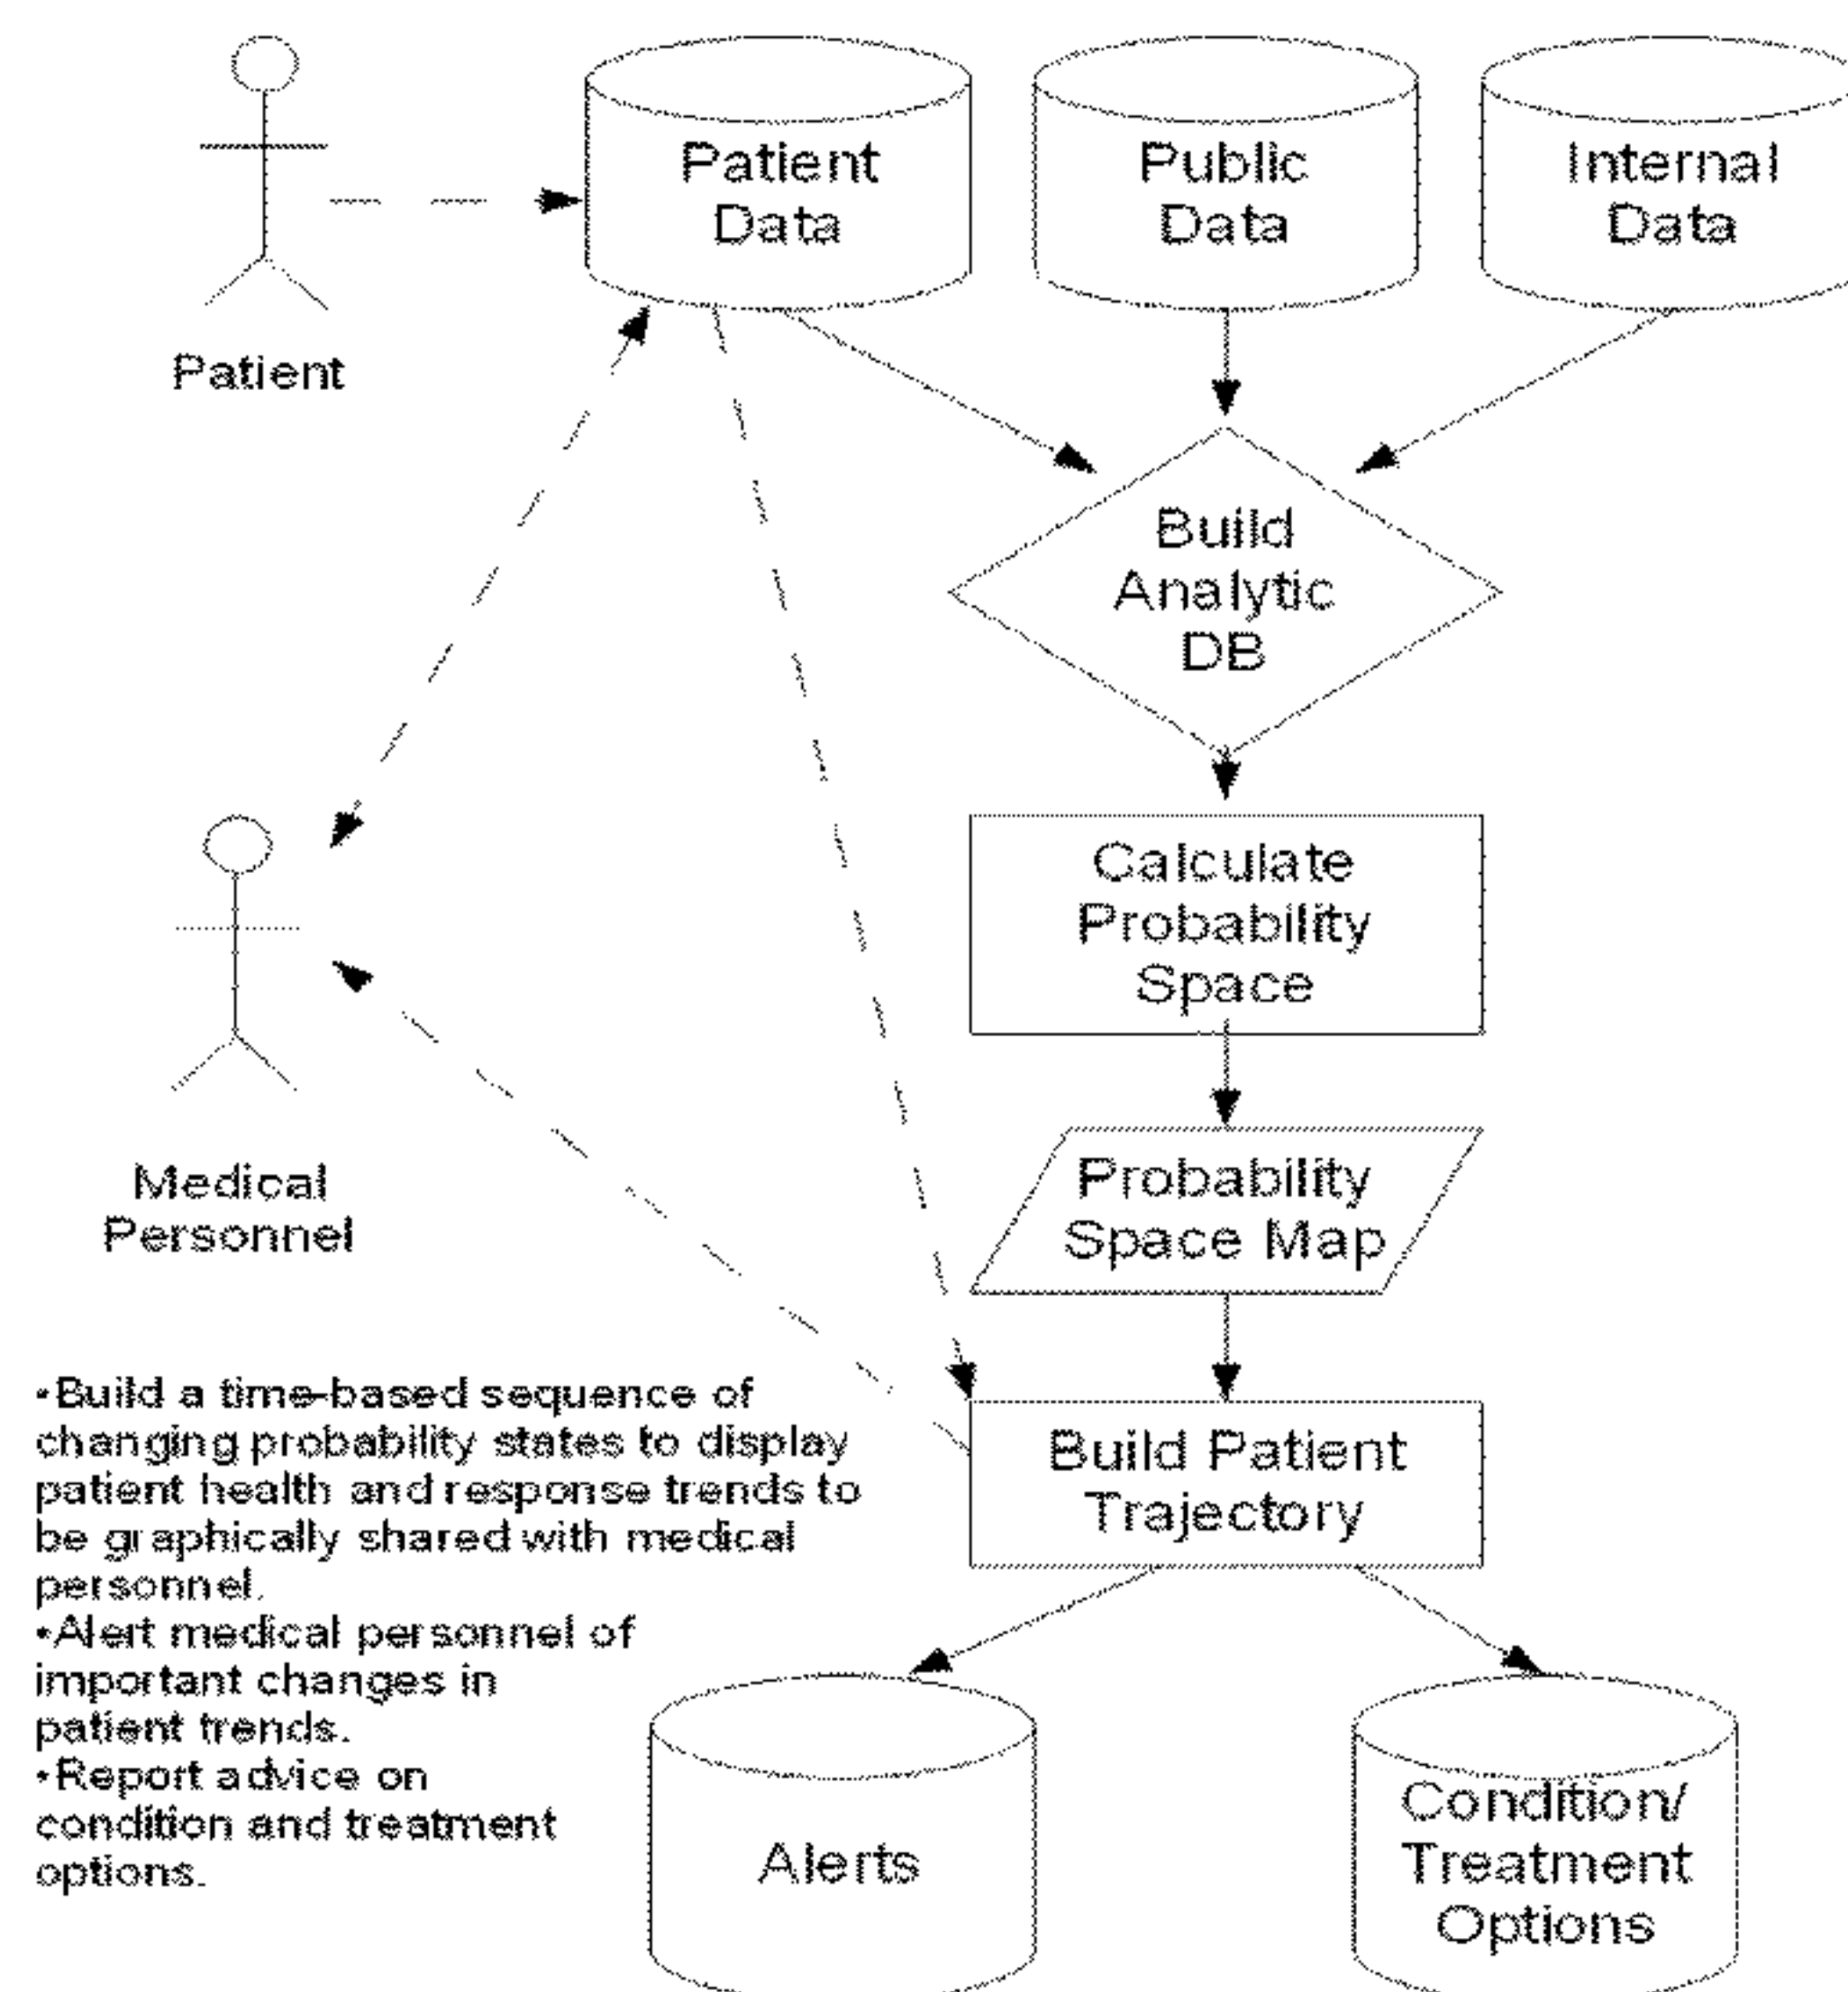 Patient
Data
Public
Data
Internal
Data
Patient
Build
Analytic
DB
Calculate
Probability
Space
Medical
Personnel
Probability
Space Map
•Build a time-based sequence of
changing probability states to display
patient health and response trends to
be graphically shared with medical
personnel.
•Alert medical personnel of
important changes in
patient trends.
•Report advice on
condition and treatment
options.
Build Patient
Trajectory
Alerts
Condition/
Treatment
Options